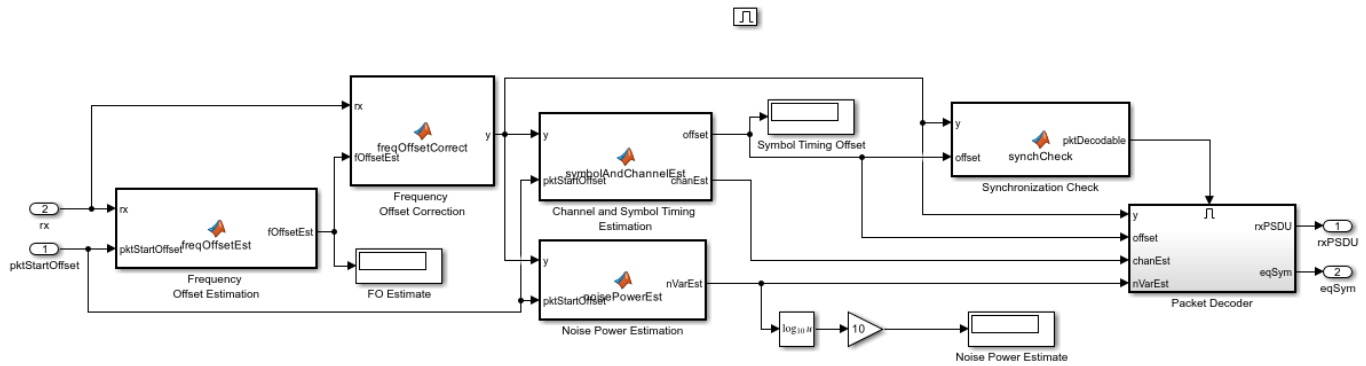 rx
fOffsetEst
freqOffsetCorrect
y
Frequency
Offset Correction
2
rx
1
pktStartOffset
rx
pktStartOffset
freqOffsetEst
fOffsetEst
Frequency
Offset Estimation
FO Estimate
y
pktStartOffset
symbolAndChannelEst
offset
chanEst
Channel and Symbol Timing
Estimation
Symbol Timing Offset
y
pktStartOffset
noisePowerEst
nVarEst
Noise Power Estimation
log10 u
10
Noise Power Estimate
y
offset
synchCheck
pktDecodable
Synchronization Check
y
offset
chanEst
nVarEst
rxPSDU
eqSym
Packet Decoder
1
rxPSDU
2
eqSym